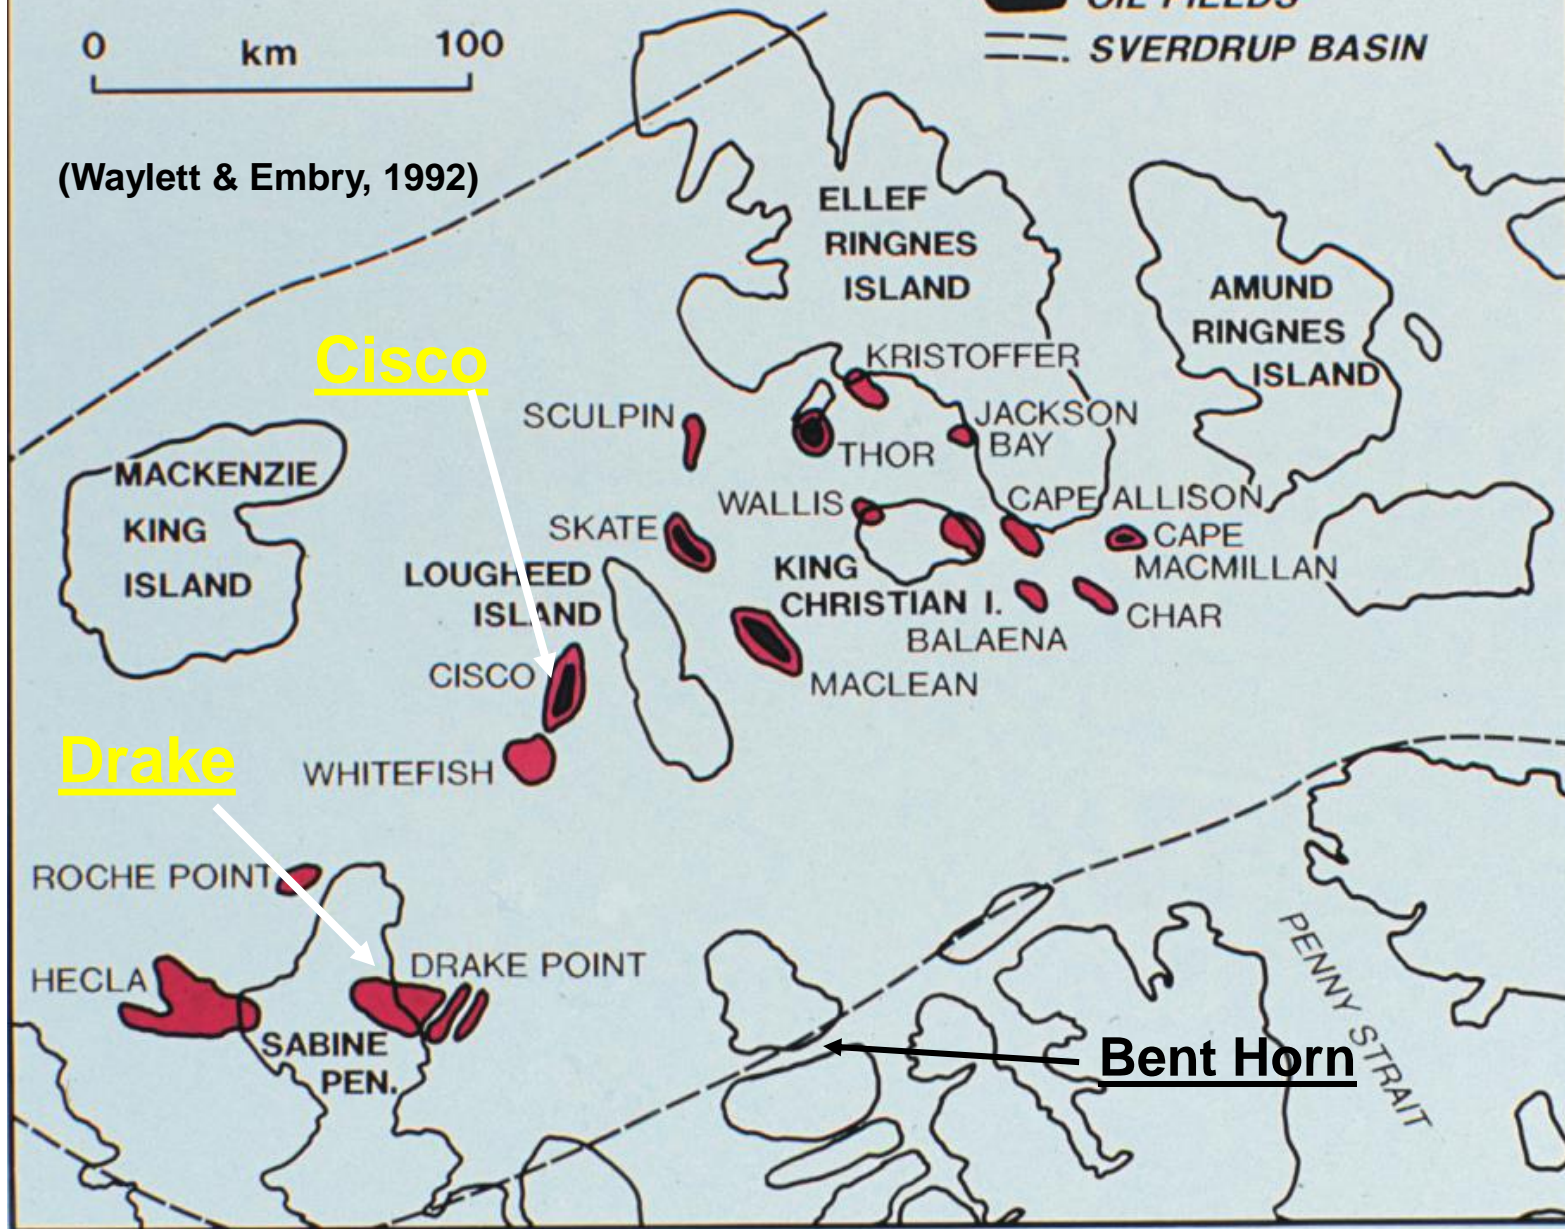 OIL FIELDS
0 km 100
SVERDRUP BASIN
(Waylett & Embry, 1992)
ELLEF
RINGNES
ISLAND
AMUND
RINGNES
ISLAND
Cisco
KRISTOFFER
SCULPIN
JACKSON
BAY
THOR
MACKENZIE
KING
ISLAND
WALLIS
CAPE ALLISON
SKATE
CAPE
MACMILLAN
LOUGHEED
ISLAND
KING
CHRISTIAN I.
CHAR
BALAENA
CISCO
MACLEAN
Drake
WHITEFISH
ROCHE POINT
HECLA
DRAKE POINT
SABINE
PEN.
PENNY STRAIT
Bent Horn